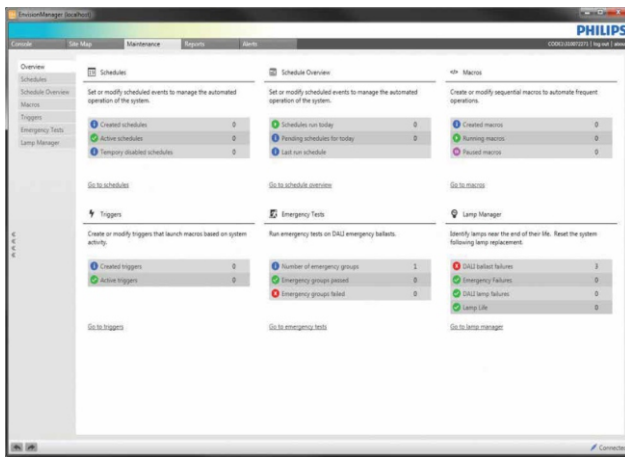 EnvisionManager (localhost)
PHILIPS
Console Site Map Maintenance Reports Alerts
| log out |
Overview
Schedules
Schedule Overview
Macros
Triggers
Emergency Tests
Lamp Manager
Schedules
Set or modify scheduled events to manage the automated
operation of the system.
Created schedules 0
Active schedules 0
Tempory disabled schedules 0
Go to schedules
Schedule Overview
Set or modify scheduled events to manage the automated
operation of the system.
Schedules run today 0
Pending schedules for today 0
Last run schedule
Go to schedule overview
</> Macros
Create or modify sequential macros to automate frequent
operations.
Created macros 0
Running macros 0
Paused macros 0
Go to macros
Triggers
Create or modify triggers that launch macros based on system
activity.
Created triggers 0
Active triggers 0
Go to triggers
Emergency Tests
Run emergency tests on DALI emergency ballasts.
Number of emergency groups 1
Emergency groups passed 0
Emergency groups failed 0
Go to emergency tests
Lamp Manager
Identify lamps near the end of their life. Reset the system
following lamp replacement.
DALI ballast failures 3
Emergency Failures 0
DALI lamp failures 0
Lamp Life 0
Go to lamp manager
Connected